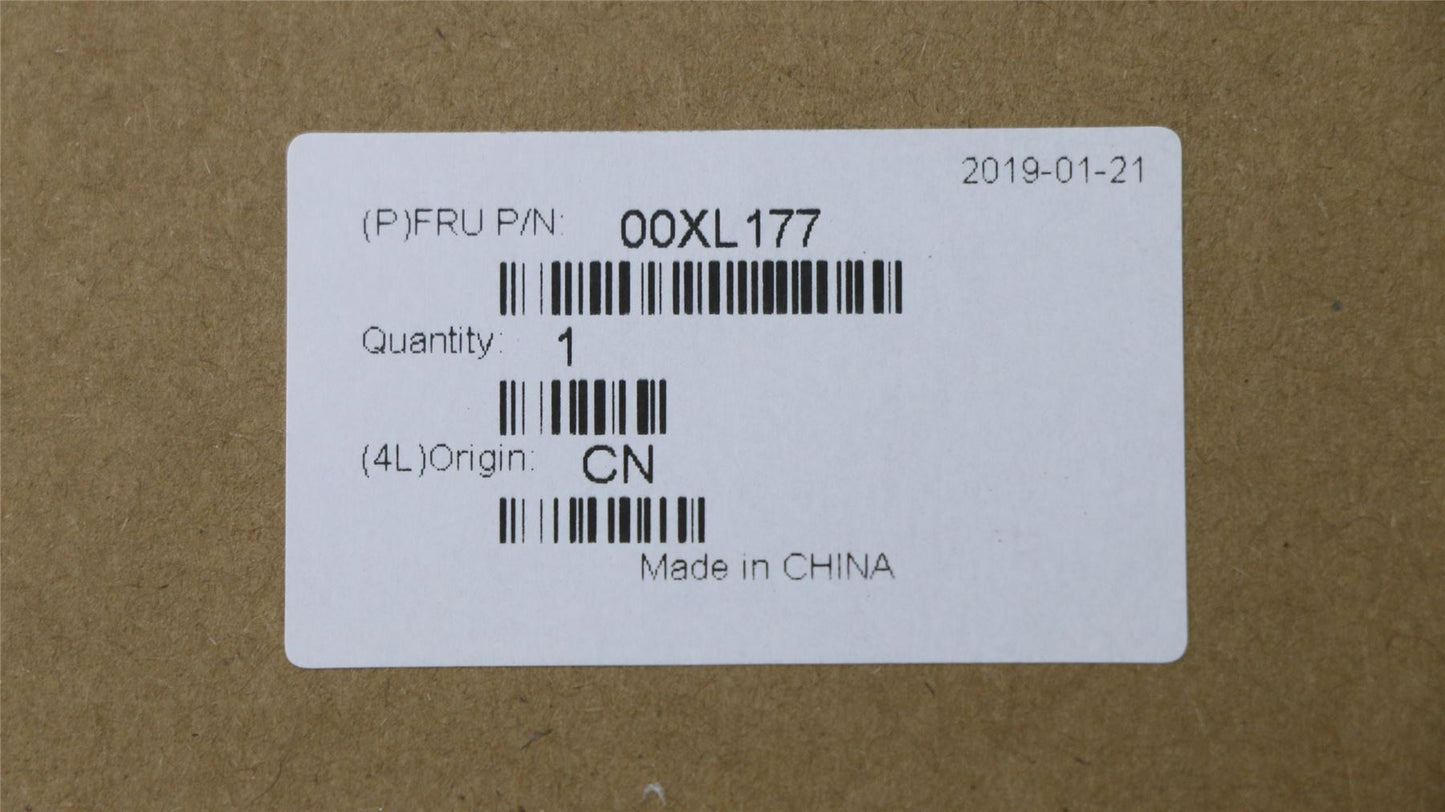 2019-01-21
(P)FRU P/N: 00XL177
Quantity: 1
(4L)Origin: CN
Made in CHINA